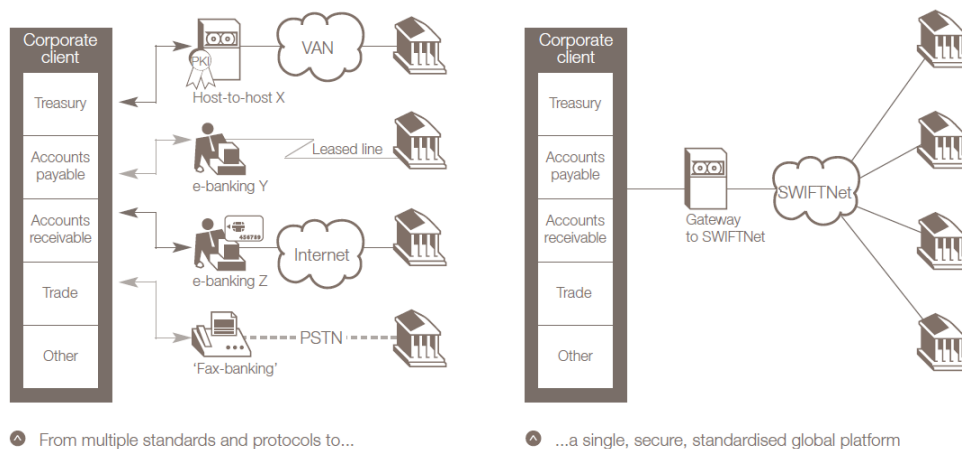 Corporate
client
Treasury
Accounts
payable
Accounts
receivable
Trade
Other
PKI
Host-to-host X
VAN
e-banking Y
Leased line
436789
e-banking Z
Internet
'Fax-banking'
PSTN
From multiple standards and protocols to...
Corporate
client
Treasury
Accounts
payable
Accounts
receivable
Trade
Other
Gateway
to SWIFTNet
SWIFTNet
...a single, secure, standardised global platform